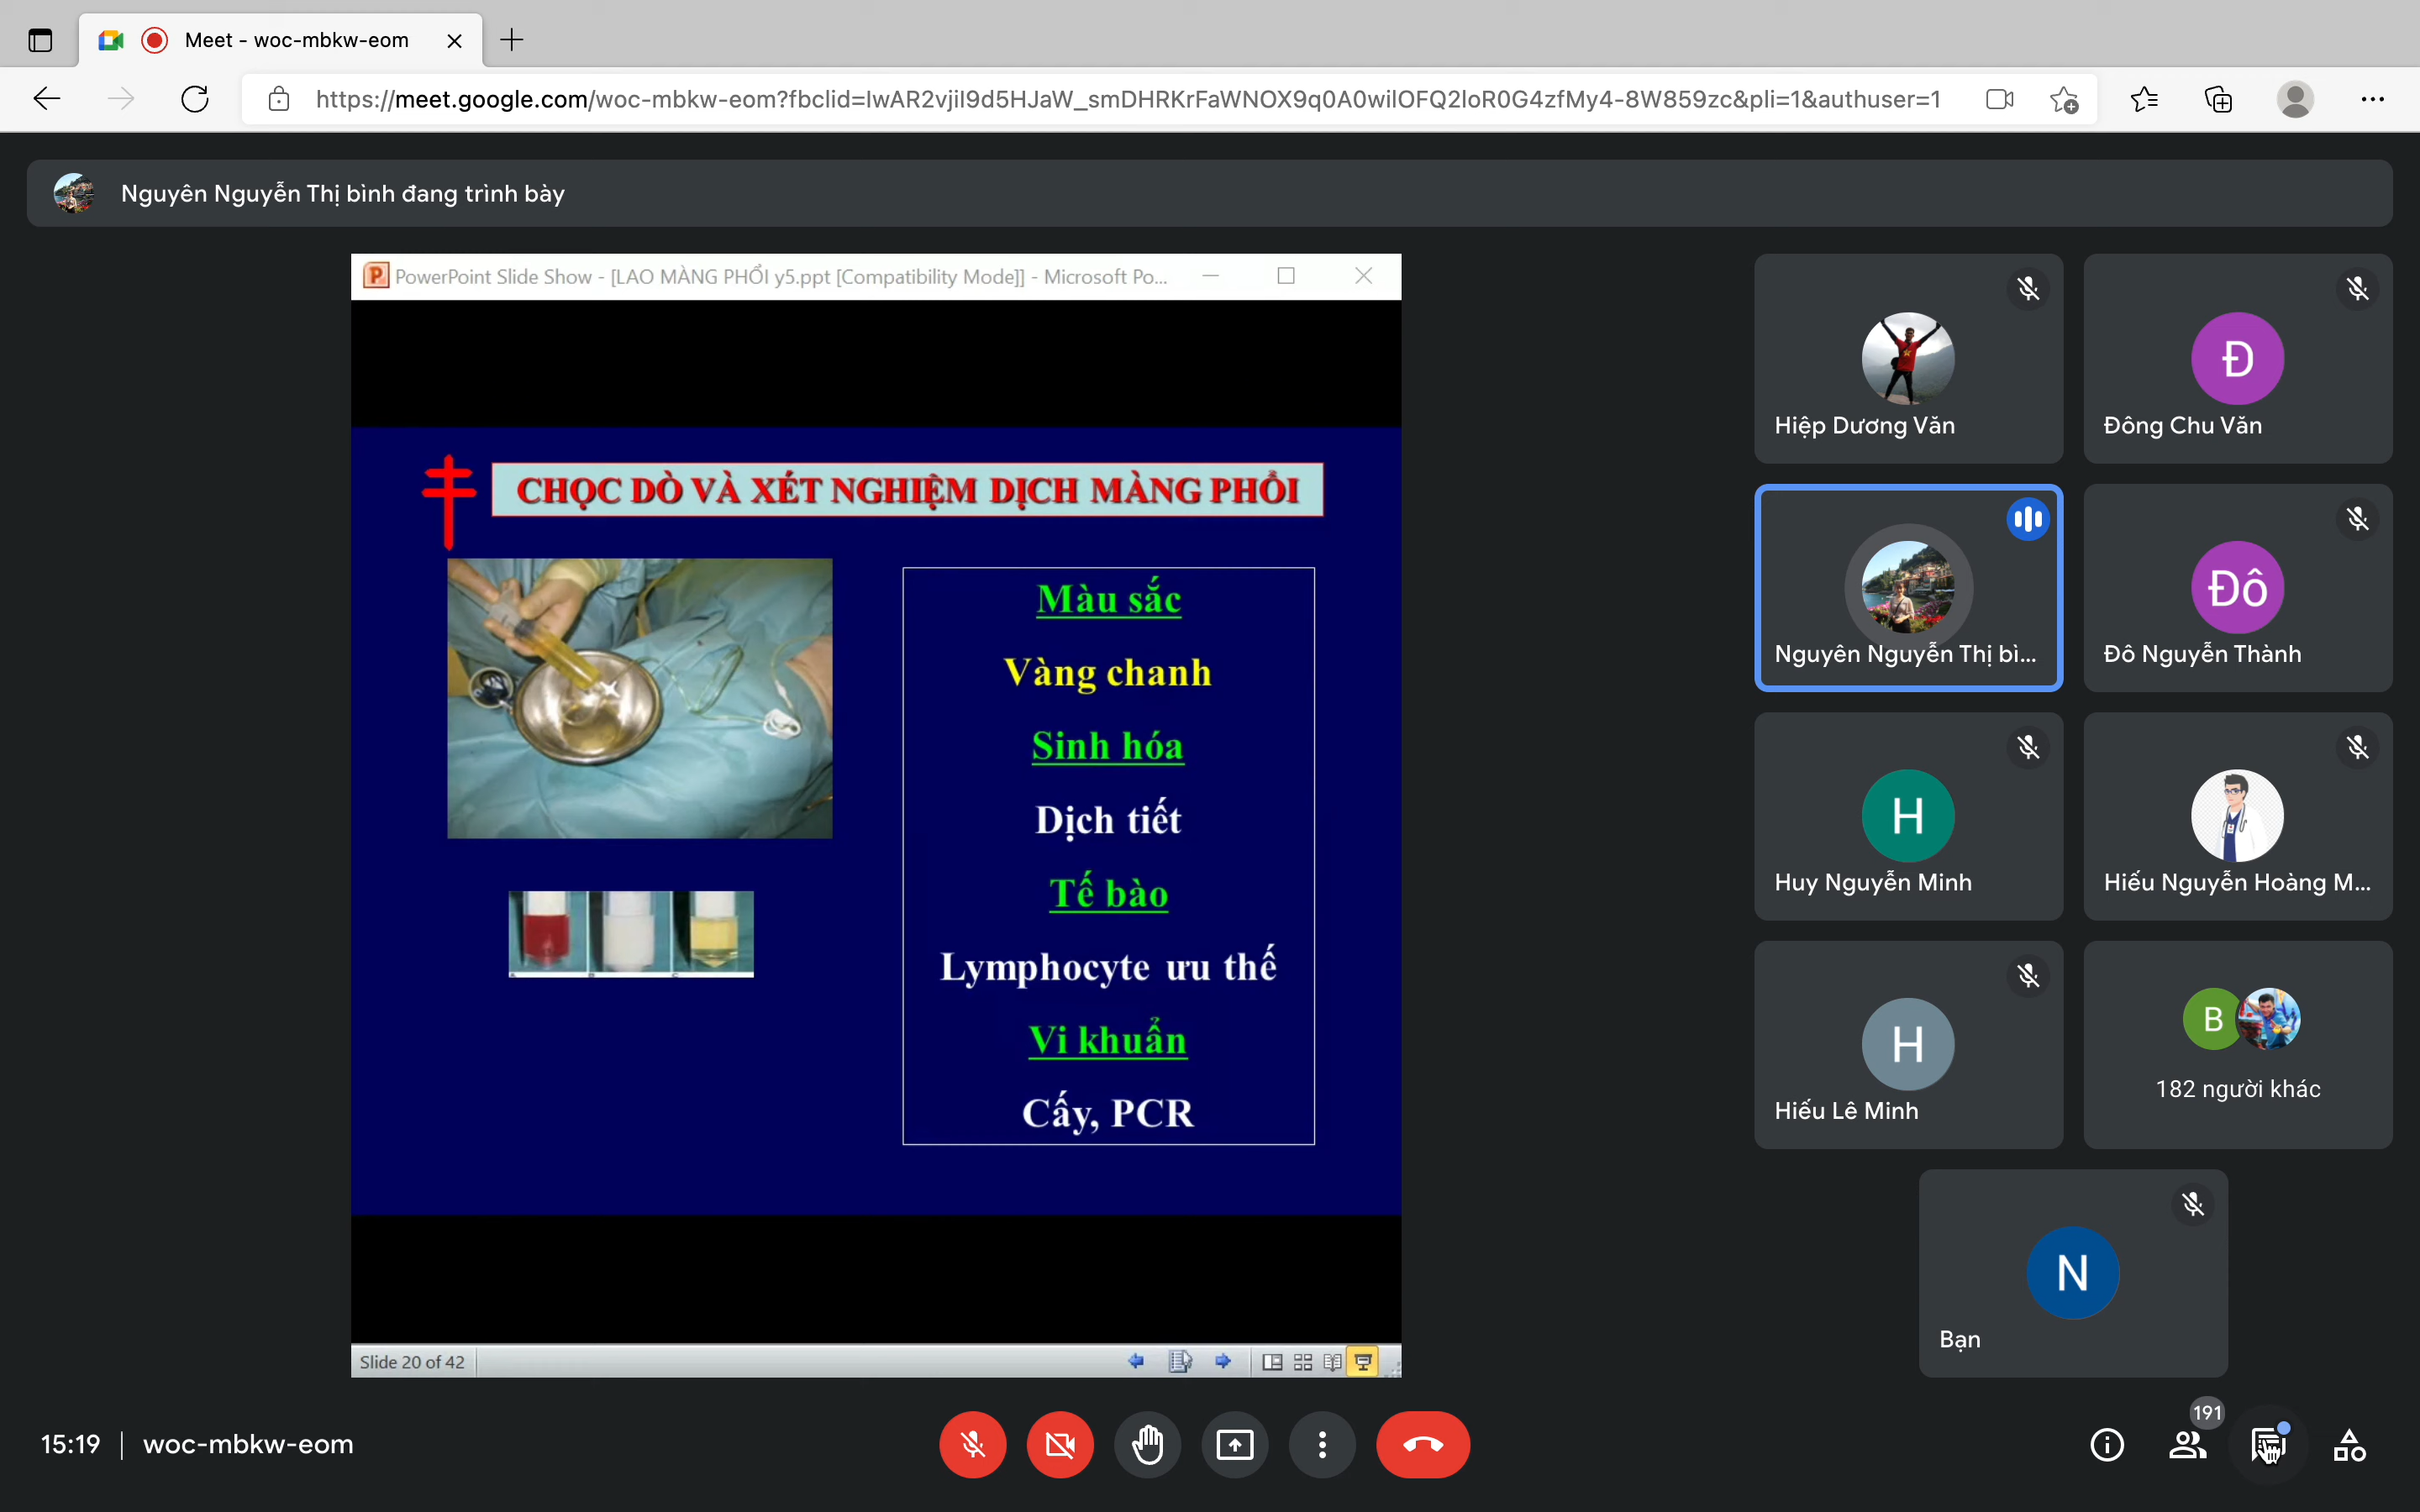 Meet - woc-mbkw-eom
https://meet.google.com/woc-mbkw-eom?fbclid=IwAR2vjiI9d5HJaW_smDHRKrFaWNOX9q0A0wilOFQ2loR0G4zfMy4-8W859zc&pli=1&authuser=1
Nguyên Nguyễn Thị bình đang trình bày
PowerPoint Slide Show - [LAO MÀNG PHỔI y5.ppt [Compatibility Mode]] - Microsoft Po...
CHỌC DÒ VÀ XÉT NGHIỆM DỊCH MÀNG PHỔI
Màu sắc
Vàng chanh
Sinh hóa
Dịch tiết
Tế bào
Lymphocyte ưu thế
Vi khuẩn
Cấy, PCR
Slide 20 of 42
Hiệp Dương Văn
Đ
Đông Chu Văn
Nguyên Nguyễn Thị bì...
Đô
Đô Nguyễn Thành
H
Huy Nguyễn Minh
Hiếu Nguyễn Hoàng M...
H
Hiếu Lê Minh
B
182 người khác
N
Bạn
15:19
woc-mbkw-eom
191